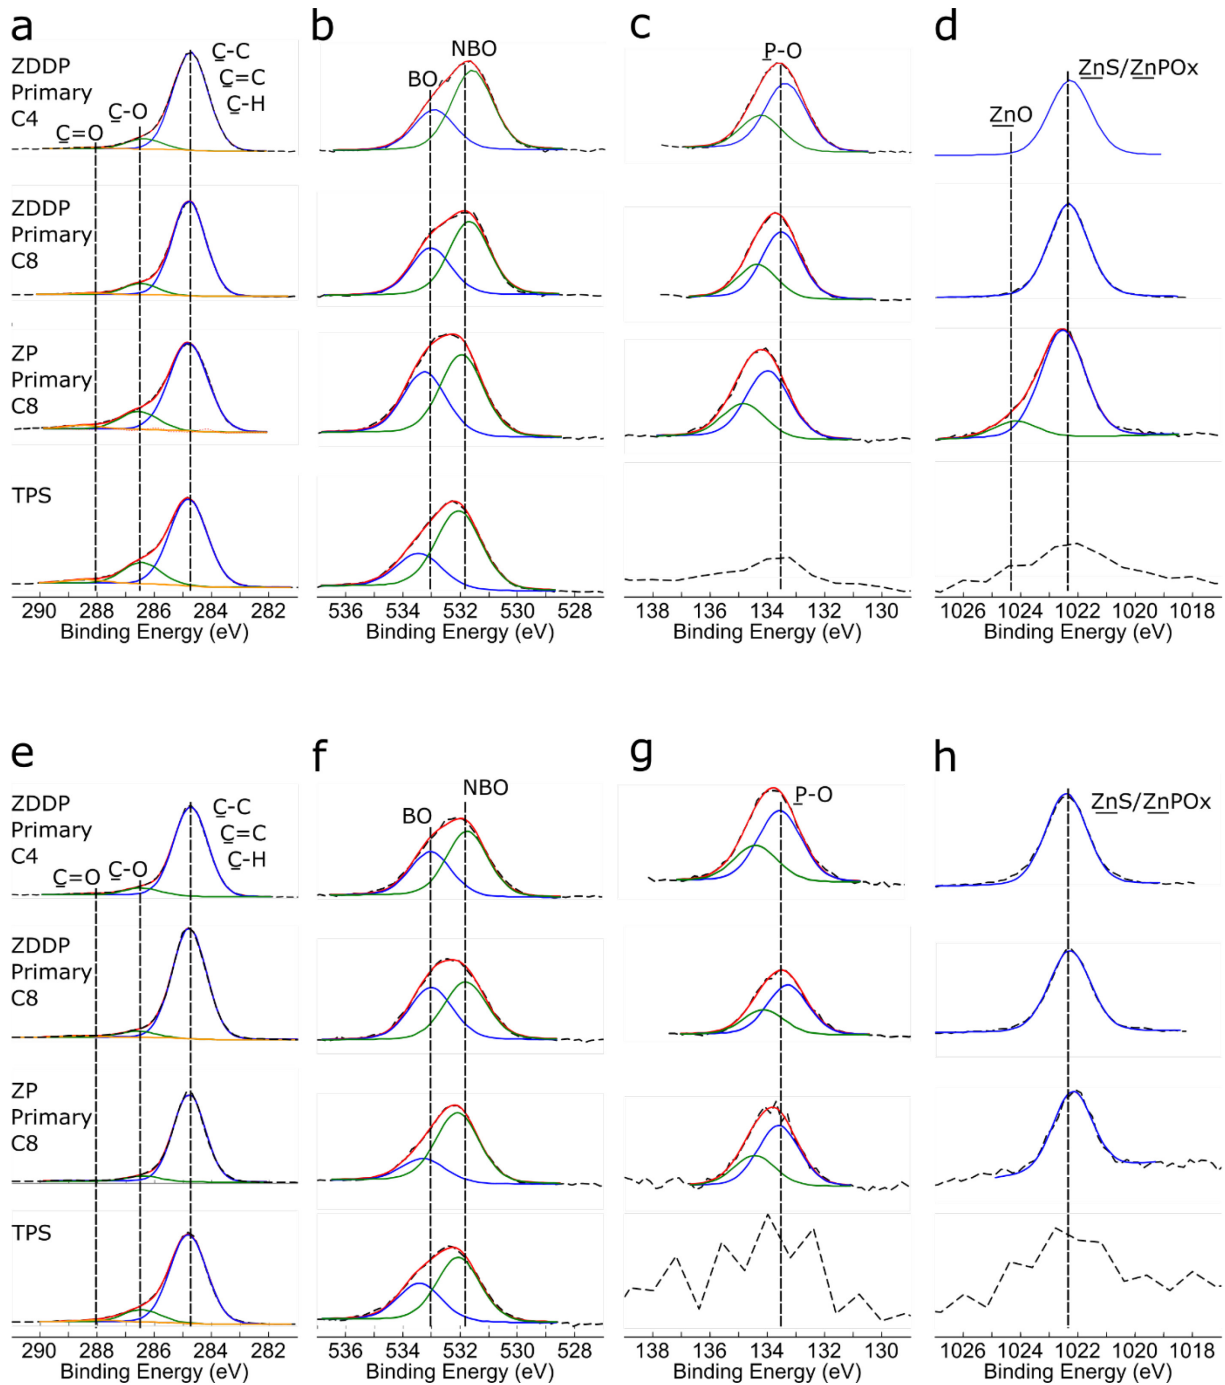 a
b
c
d
ZDDP
Primary
C4
C-C
C=C
C-H
C-O
C=O
BO
NBO
P-O
ZnO
ZnS/ZnPOx
ZDDP
Primary
C8
ZP
Primary
C8
TPS
290 288 286 284 282
Binding Energy (eV)
536 534 532 530 528
Binding Energy (eV)
138 136 134 132 130
Binding Energy (eV)
1026 1024 1022 1020 1018
Binding Energy (eV)
e
f
g
h
ZDDP
Primary
C4
C-C
C=C
C-H
C-O
C=O
BO
NBO
P-O
ZnS/ZnPOx
ZDDP
Primary
C8
ZP
Primary
C8
TPS
290 288 286 284 282
Binding Energy (eV)
536 534 532 530 528
Binding Energy (eV)
138 136 134 132 130
Binding Energy (eV)
1026 1024 1022 1020 1018
Binding Energy (eV)